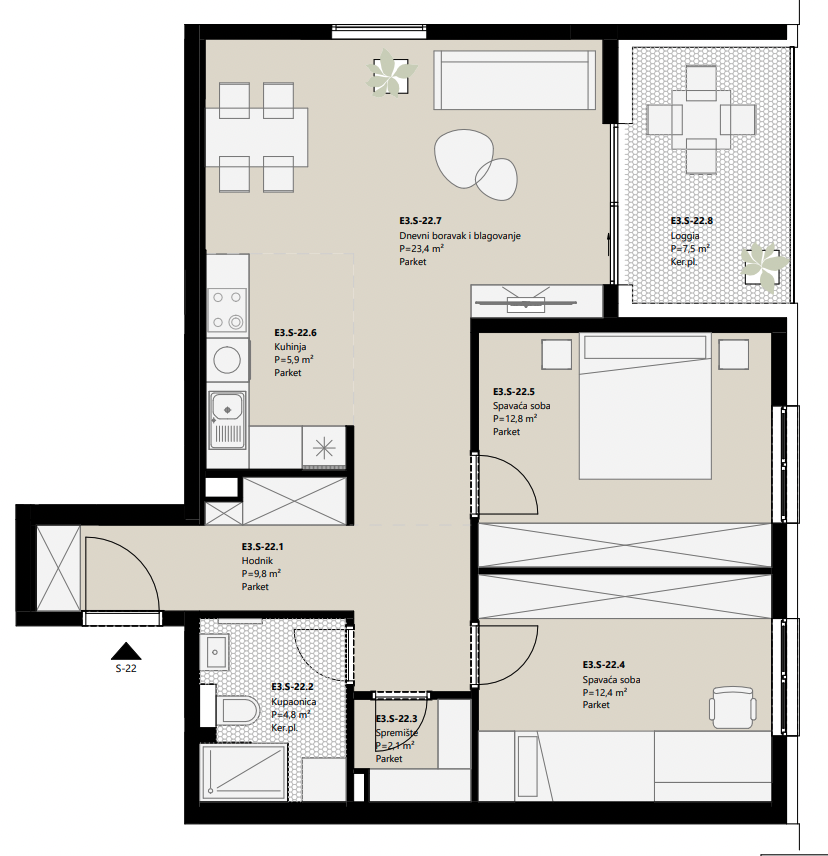 E3.S-22.7
Dnevni boravak i blagovanje
P=23,4 m²
Parket
E3.S-22.8
Loggia
P=7,5 m²
Ker.pl.
E3.S-22.6
Kuhinja
P=5,9 m²
Parket
E3.S-22.5
Spavaća soba
P=12,8 m²
Parket
E3.S-22.1
Hodnik
P=9,8 m²
Parket
S-22
E3.S-22.4
Spavaća soba
P=12,4 m²
Parket
E3.S-22.2
Kupaonica
P=4,8 m²
Ker.pl.
E3.S-22.3
Spremište
P=2,1 m²
Parket